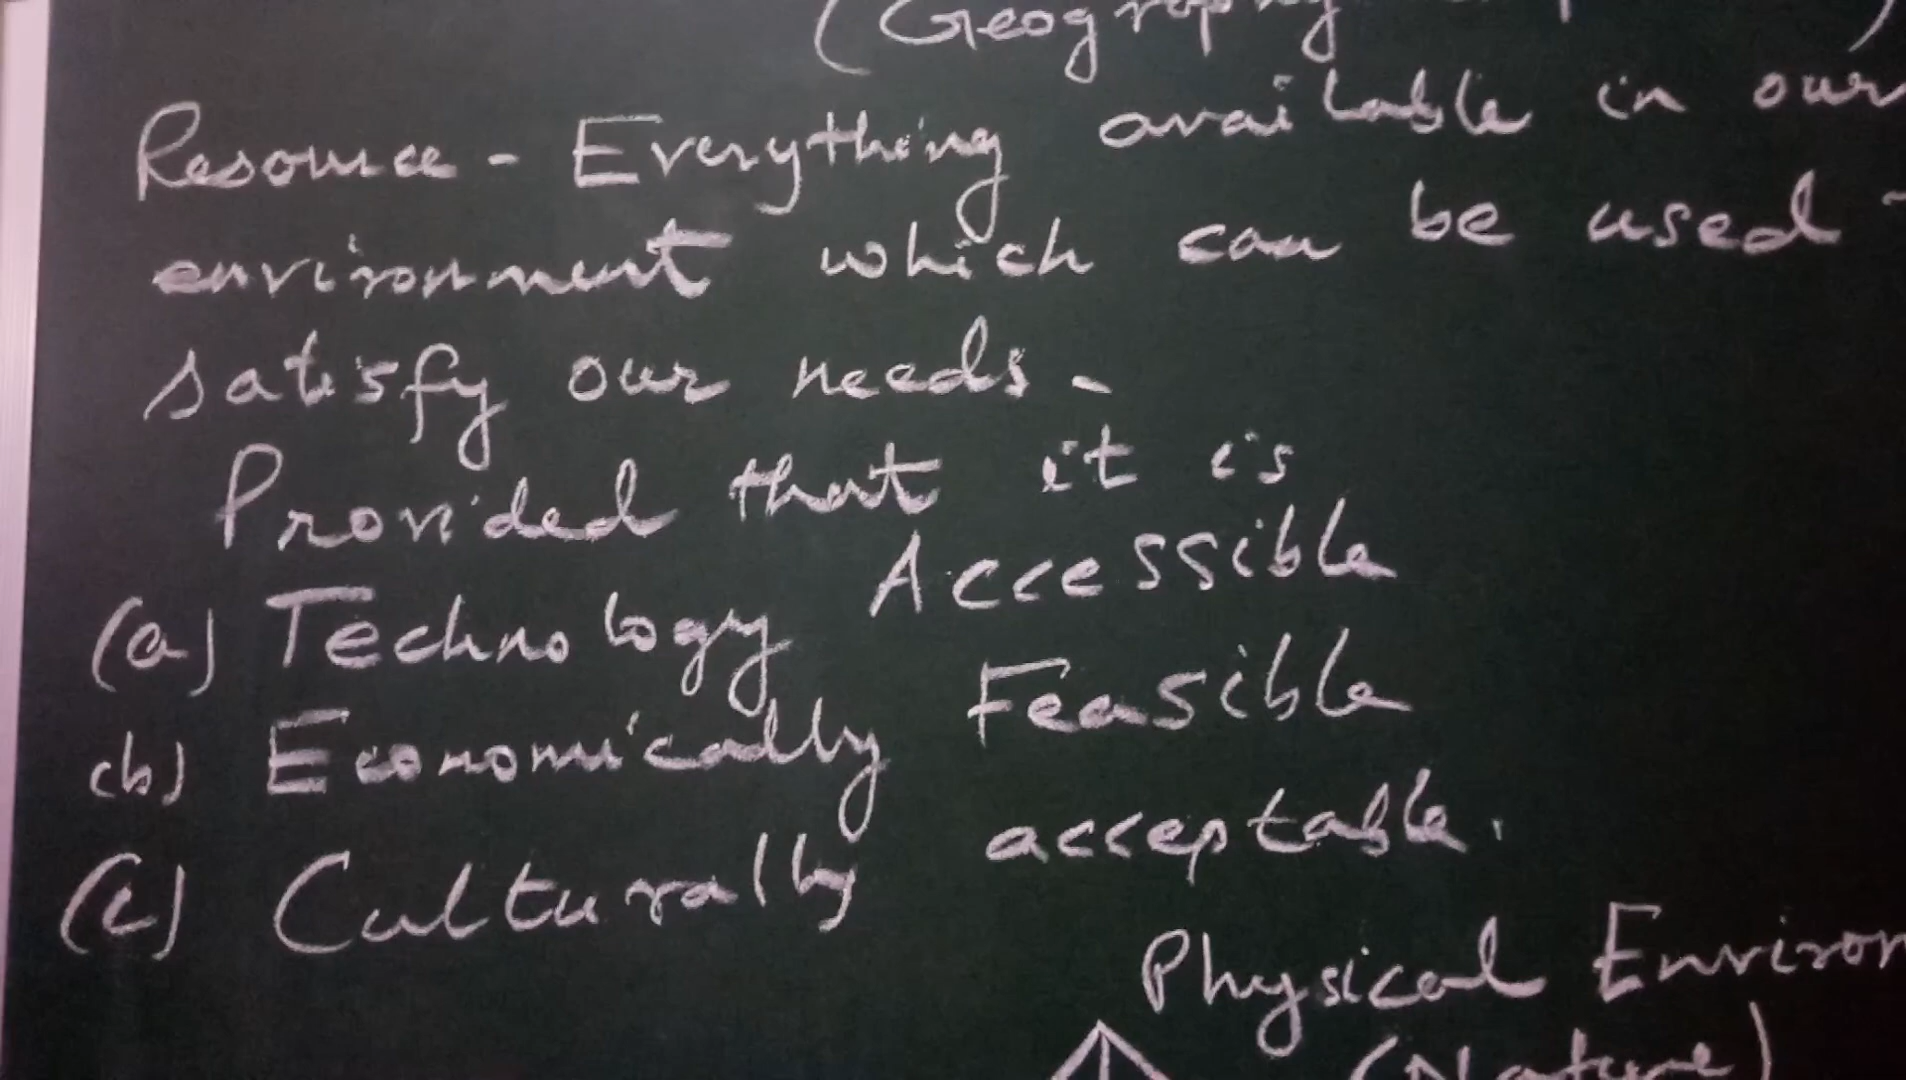 (Geography
Resource - Everything available in our
environment which can be used
satisfy our needs.
Provided that it is
(a) Technology Accessible
(b) Economically Feasible
(c) Culturally acceptable.
Physical Environ
(Nature)